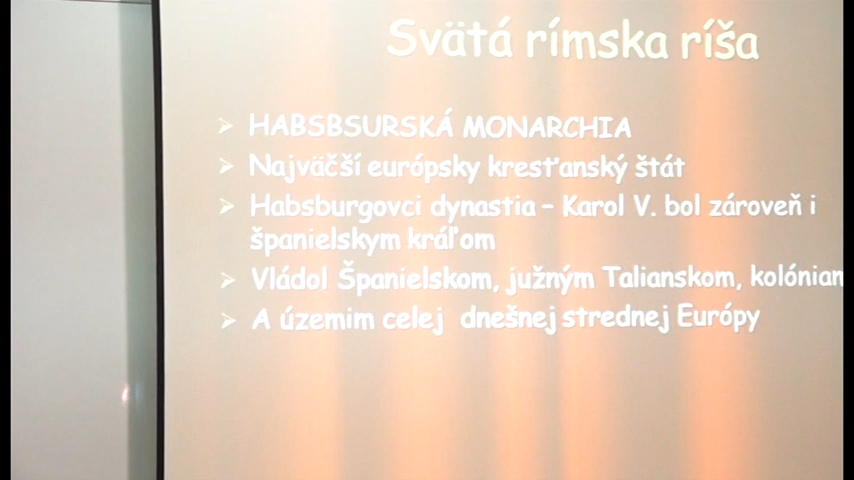 Svätá rímska ríša
HABSBSURSKÁ MONARCHIA
Najväčší európsky kresťanský štát
Habsburgovci dynastia – Karol V. bol zároveň i
španielskym kráľom
Vládol Španielskom, južným Talianskom, kolóniam
A územim celej dnešnej strednej Európy